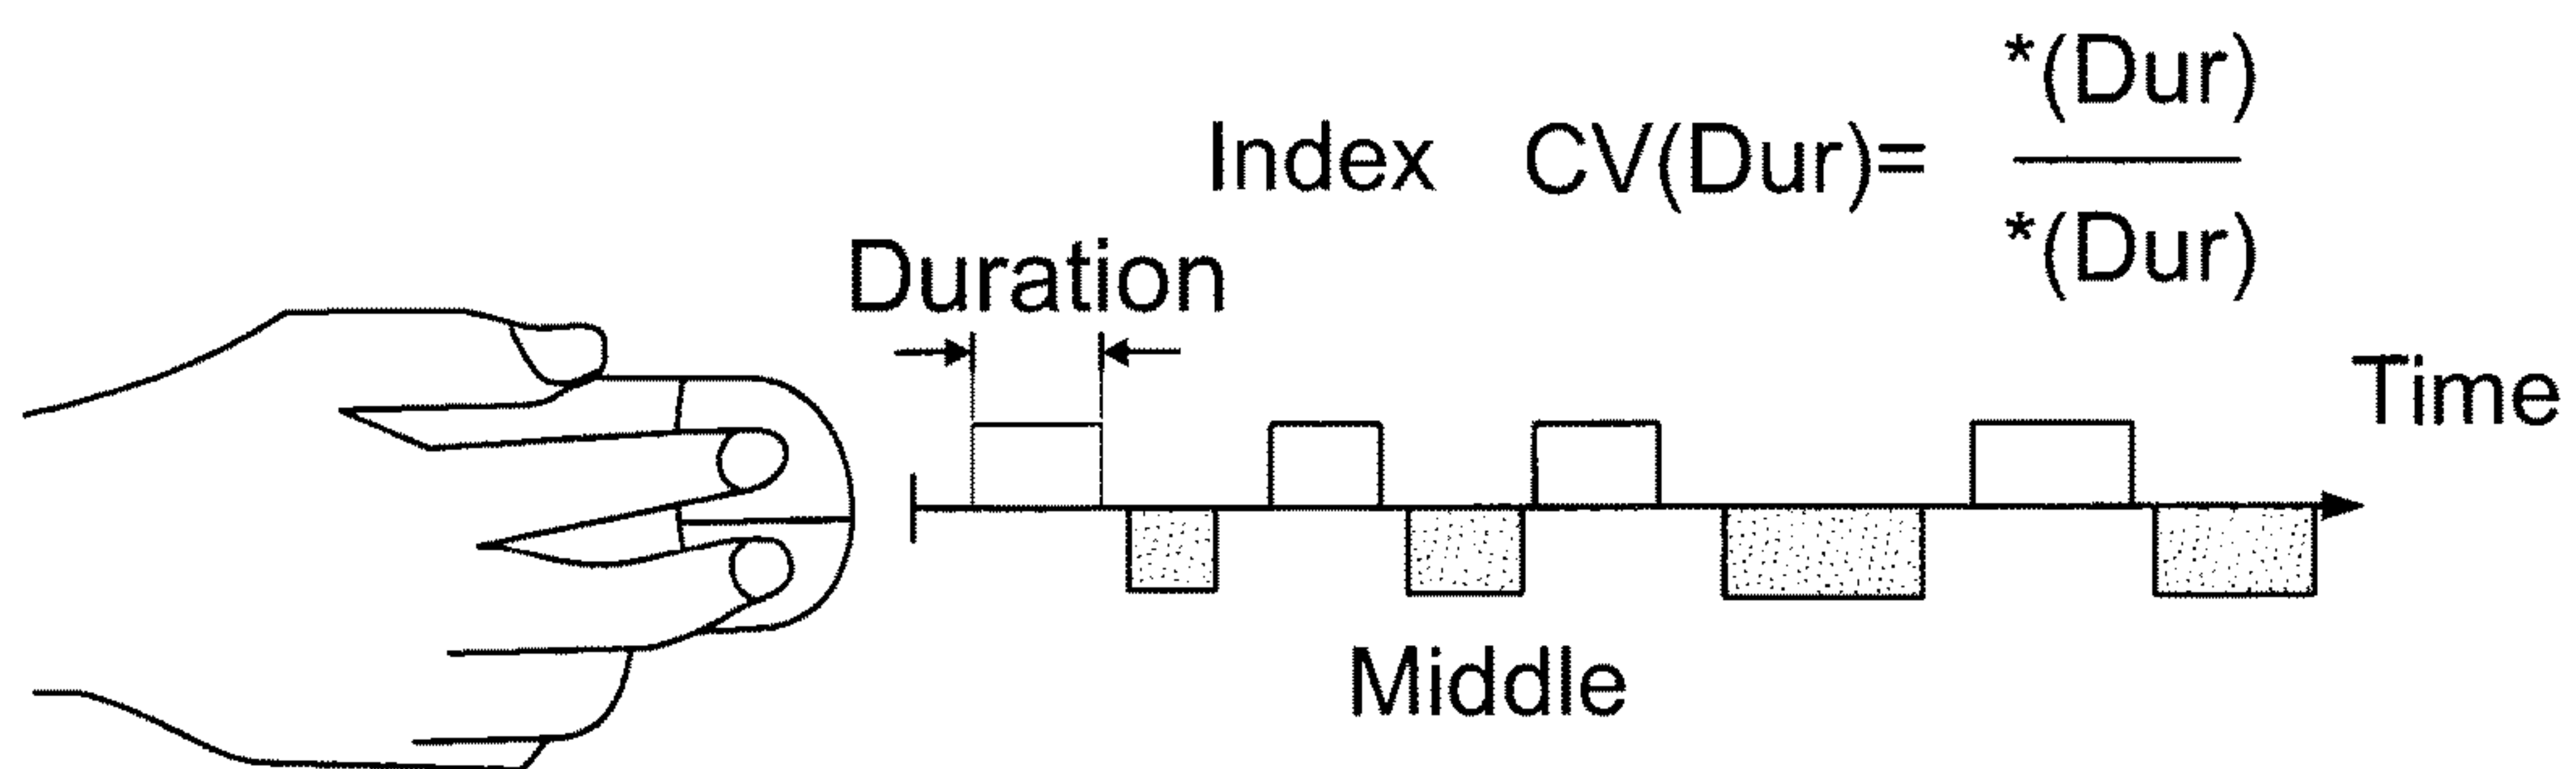 *(Dur)
Index CV(Dur)=
*(Dur)
Duration
Time
Middle